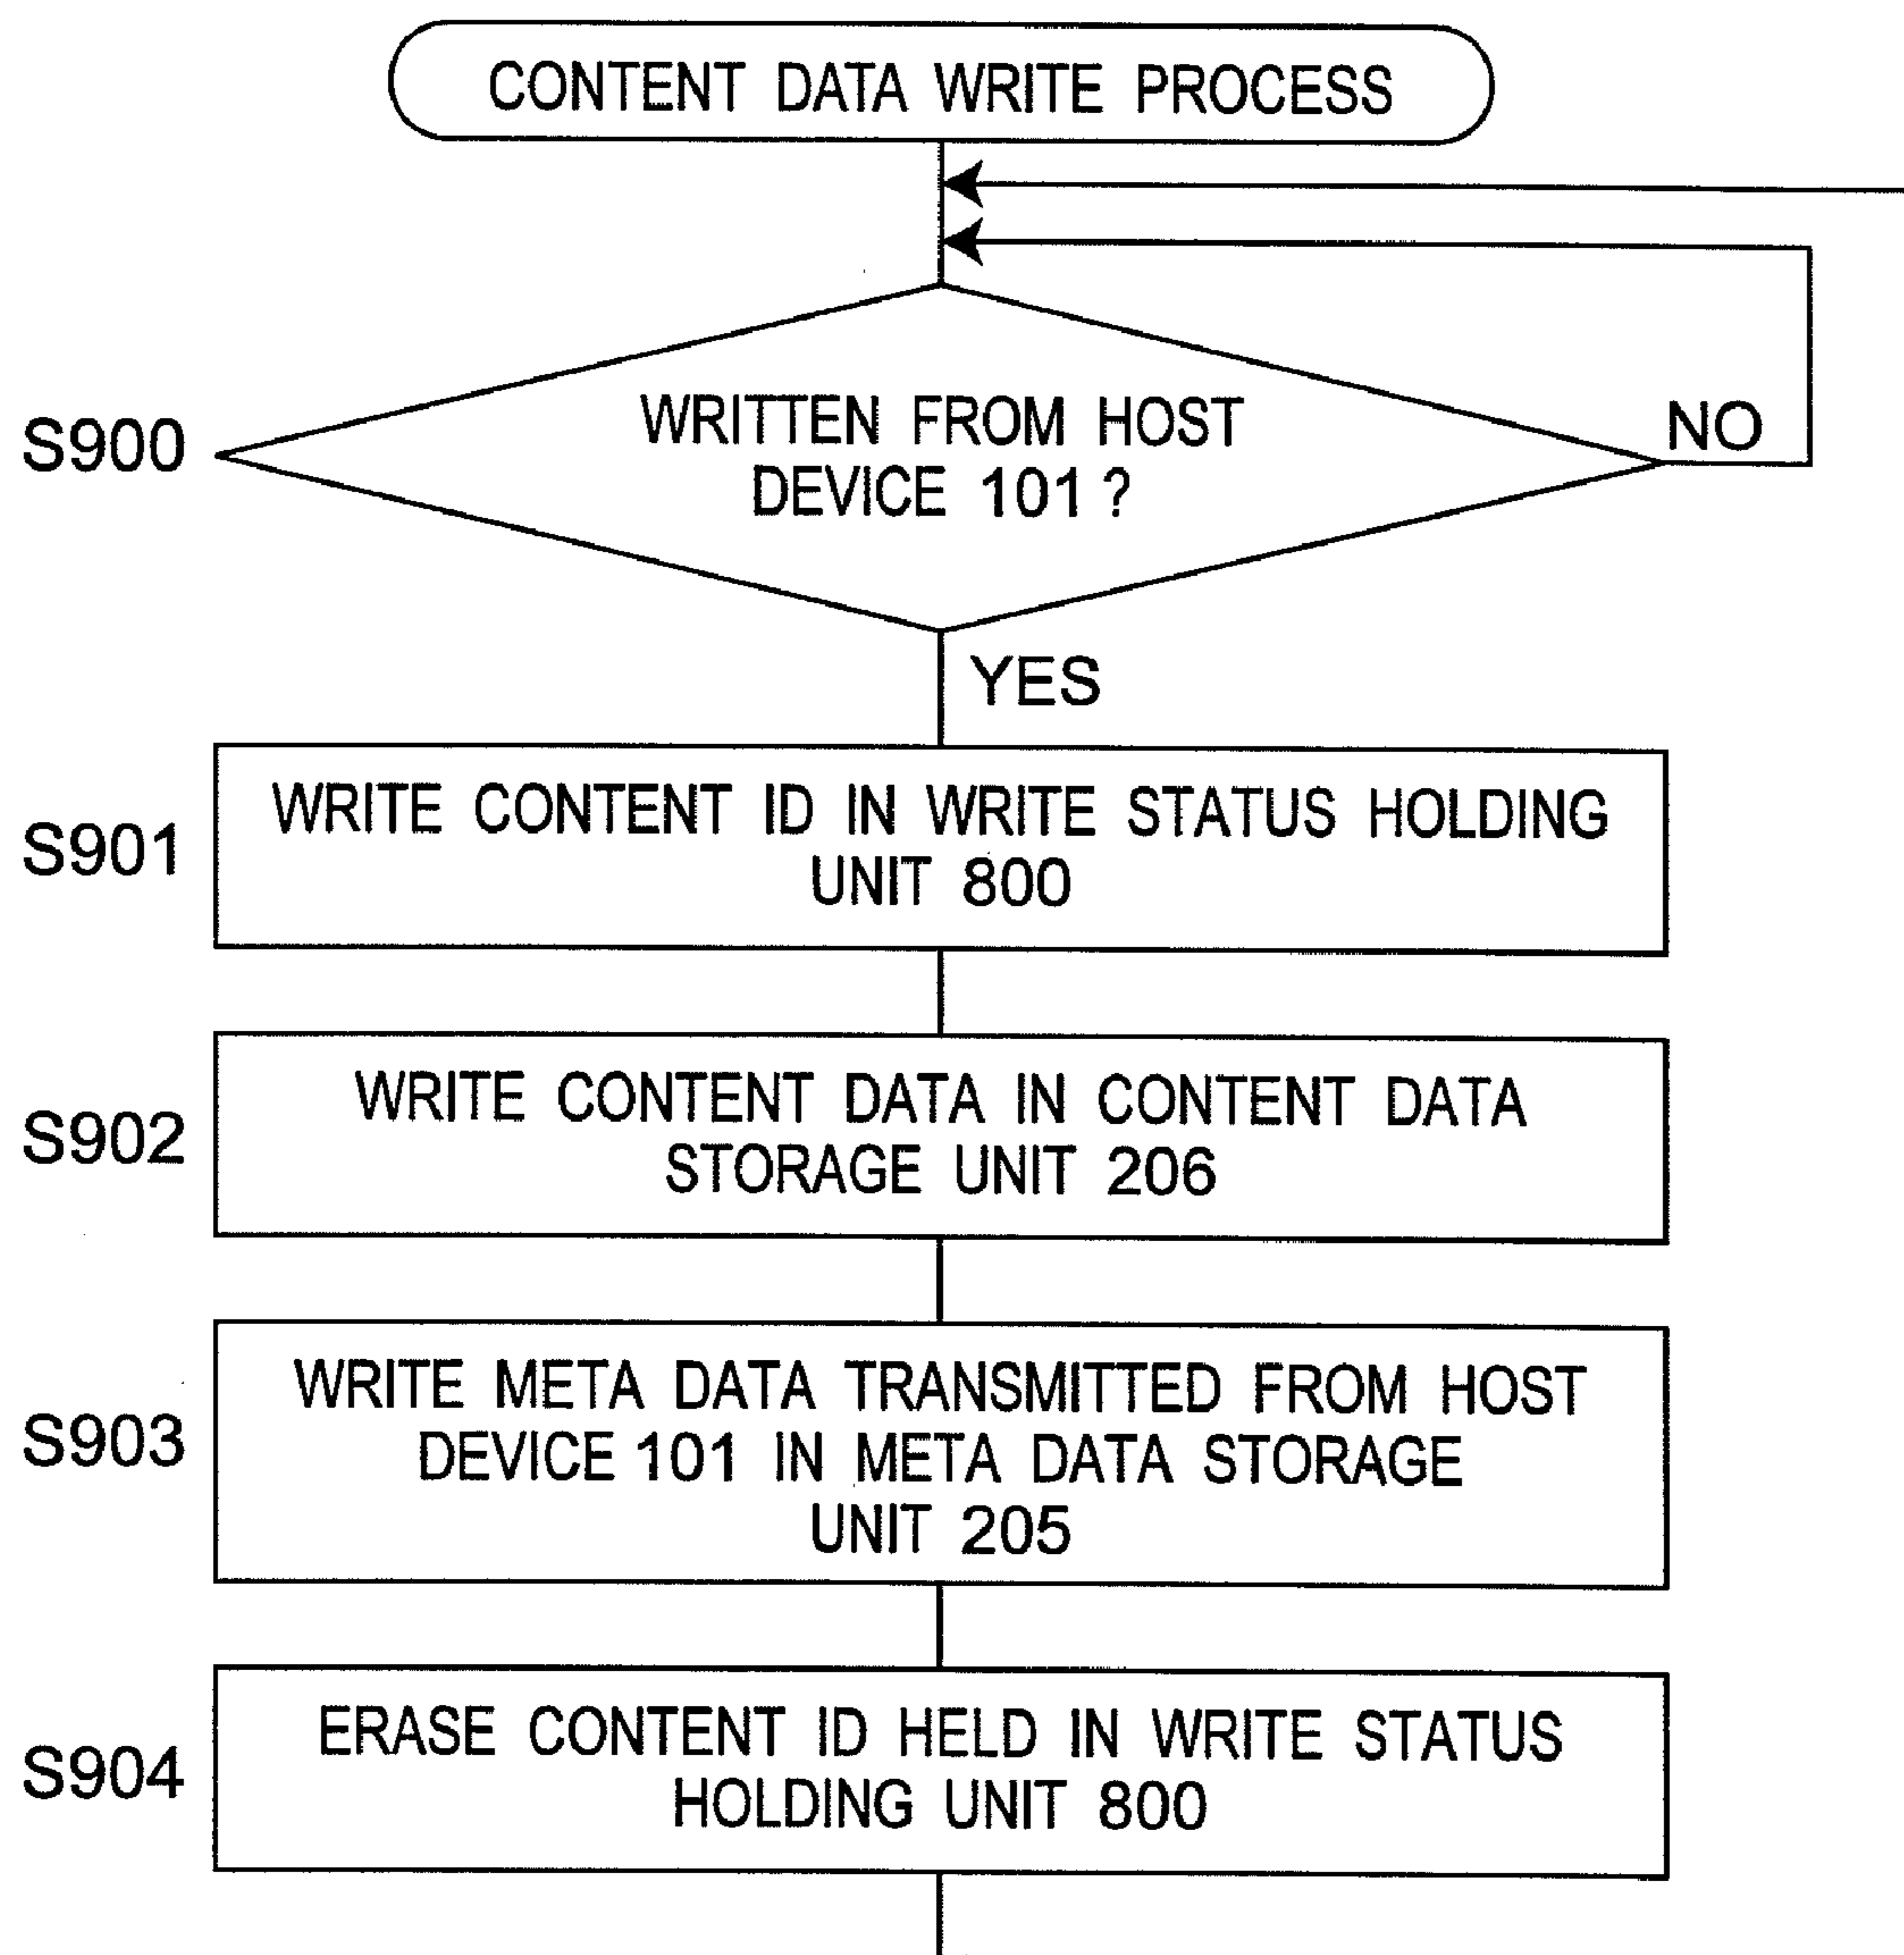 CONTENT DATA WRITE PROCESS
S900
WRITTEN FROM HOST
DEVICE 101 ?
NO
YES
S901
WRITE CONTENT ID IN WRITE STATUS HOLDING
UNIT 800
S902
WRITE CONTENT DATA IN CONTENT DATA
STORAGE UNIT 206
S903
WRITE META DATA TRANSMITTED FROM HOST
DEVICE 101 IN META DATA STORAGE
UNIT 205
S904
ERASE CONTENT ID HELD IN WRITE STATUS
HOLDING UNIT 800